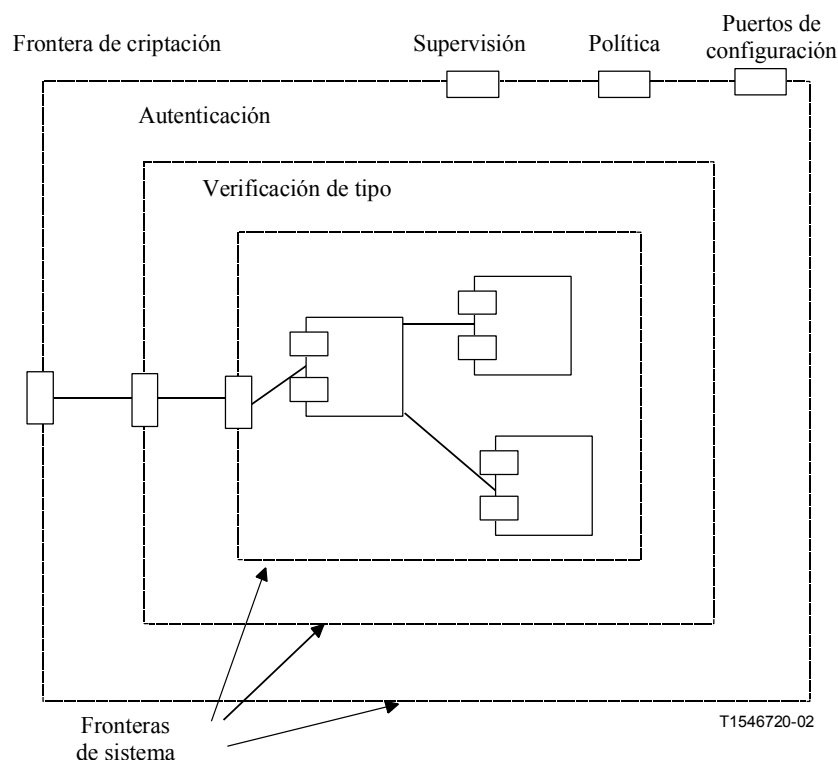 Frontera de criptación
Supervisión
Política
Puertos de
configuración
Autenticación
Verificación de tipo
Fronteras
de sistema
T1546720-02